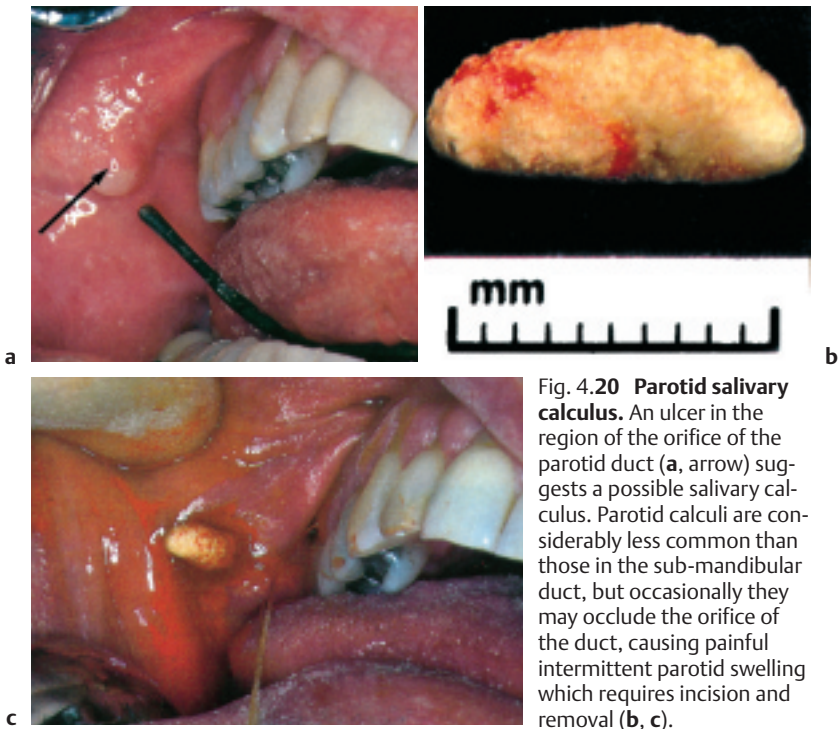 a
mm
b
Fig. 4.20 Parotid salivary
calculus. An ulcer in the
region of the orifice of the
parotid duct (a, arrow) sug-
gests a possible salivary cal-
culus. Parotid calculi are con-
siderably less common than
those in the sub-mandibular
duct, but occasionally they
may occlude the orifice of
the duct, causing painful
intermittent parotid swelling
which requires incision and
removal (b, c).
c